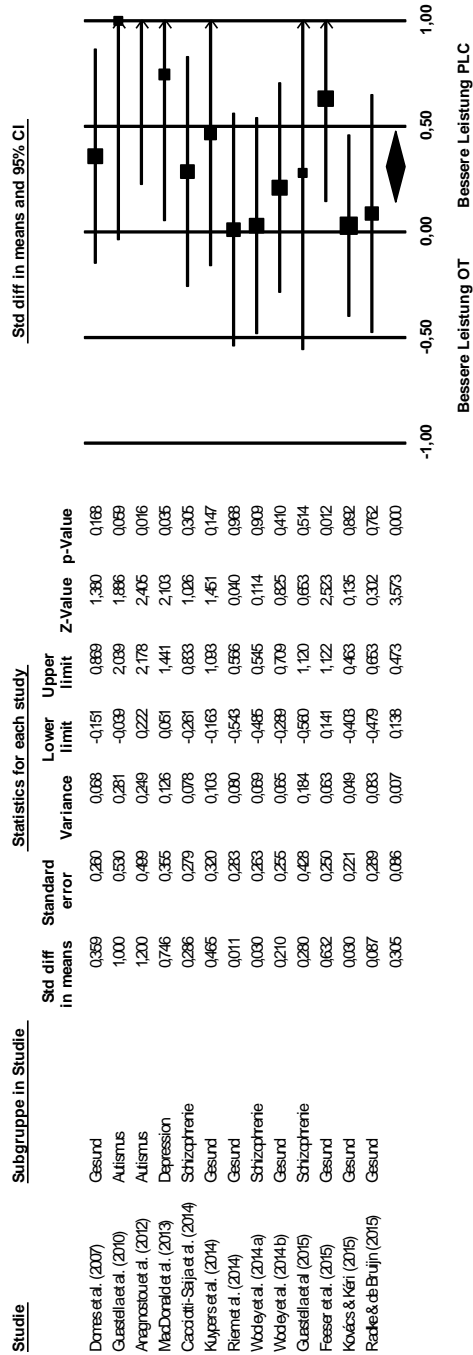 Studie Subgruppe in Studie Statistics for each study Std diff in means and 95% CI
Std diff in means Standard error Variance Lower limit Upper limit Z-Value p-Value
Domes et al. (2007) Gesund 0,359 0,260 0,068 -0,151 0,869 1,380 0,168
Guastella et al. (2010) Autismus 1,000 0,530 0,281 -0,039 2,039 1,886 0,059
Anagnostou et al. (2012) Autismus 1,200 0,499 0,249 0,222 2,178 2,405 0,016
MacDonald et al. (2013) Depression 0,746 0,355 0,126 0,051 1,441 2,103 0,035
Cacciotti-Saija et al. (2014) Schizophrenie 0,286 0,279 0,078 -0,261 0,833 1,026 0,305
Kuypers et al. (2014) Gesund 0,465 0,320 0,103 -0,163 1,093 1,451 0,147
Riem et al. (2014) Gesund 0,011 0,283 0,080 -0,543 0,566 0,040 0,968
Wooley et al. (2014 a) Schizophrenie 0,030 0,263 0,069 -0,485 0,545 0,114 0,909
Wooley et al. (2014 b) Gesund 0,210 0,255 0,065 -0,289 0,709 0,825 0,410
Guastella et al (2015) Schizophrenie 0,280 0,428 0,184 -0,560 1,120 0,653 0,514
Feeser et al. (2015) Gesund 0,632 0,250 0,063 0,141 1,122 2,523 0,012
Kovács & Kéri (2015) Gesund 0,030 0,221 0,049 -0,403 0,463 0,135 0,892
Radke & de Bruijn (2015) Gesund 0,087 0,289 0,083 -0,479 0,653 0,302 0,762
0,305 0,086 0,007 0,138 0,473 3,573 0,000
-1,00 -0,50 0,00 0,50 1,00
Bessere Leistung OT Bessere Leistung PLC